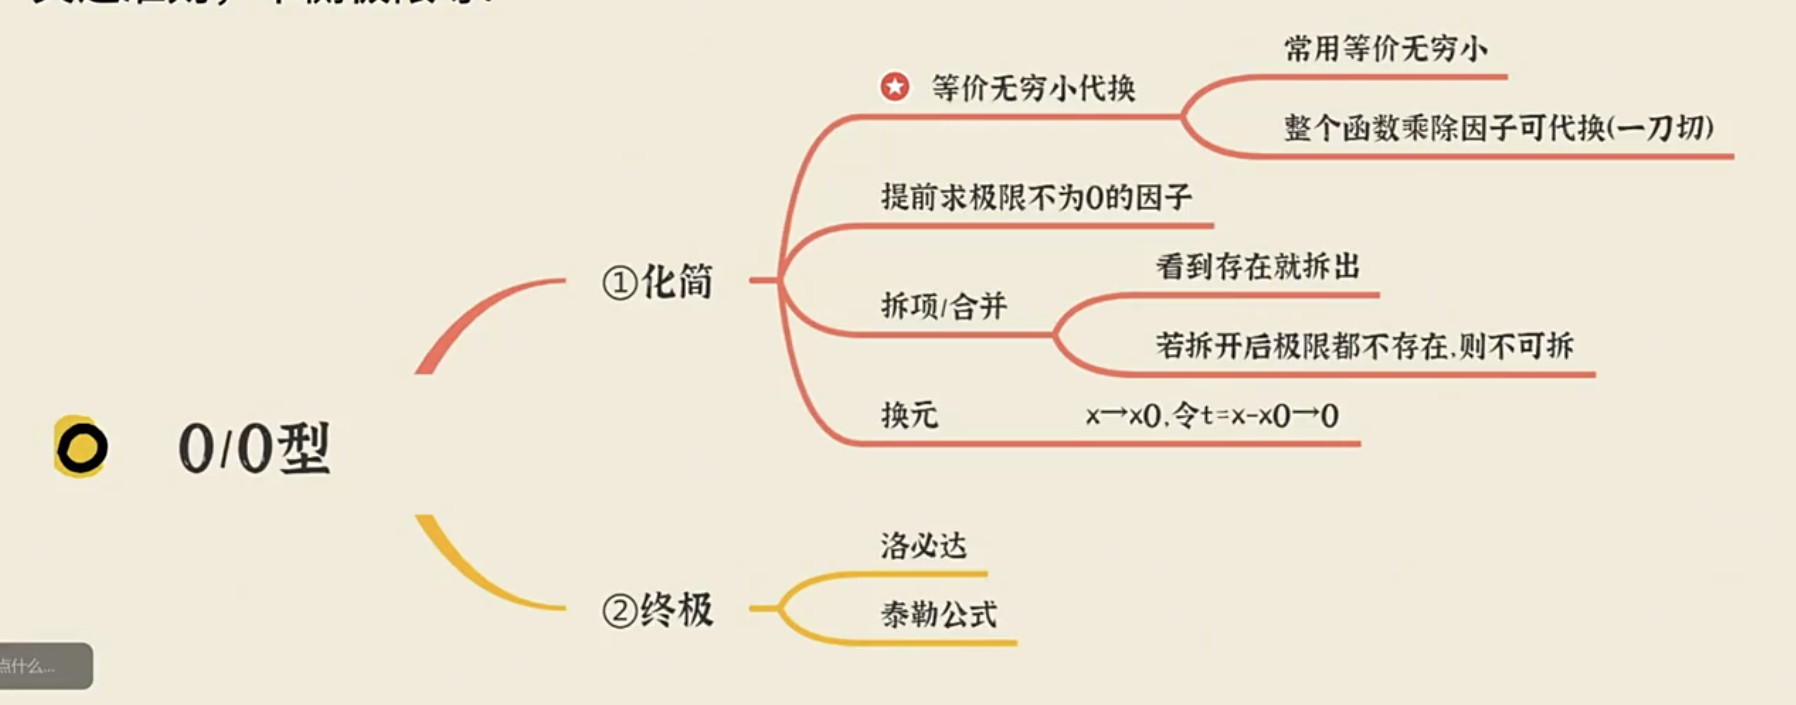 常用等价无穷小
等价无穷小代换
整个函数乘除因子可代换(一刀切)
提前求极限不为0的因子
①化简
看到存在就拆出
拆项/合并
若拆开后极限都不存在,则不可拆
换元 x→x0,令t=x-x0→0
0/0型
洛必达
②终极
泰勒公式
点什么...